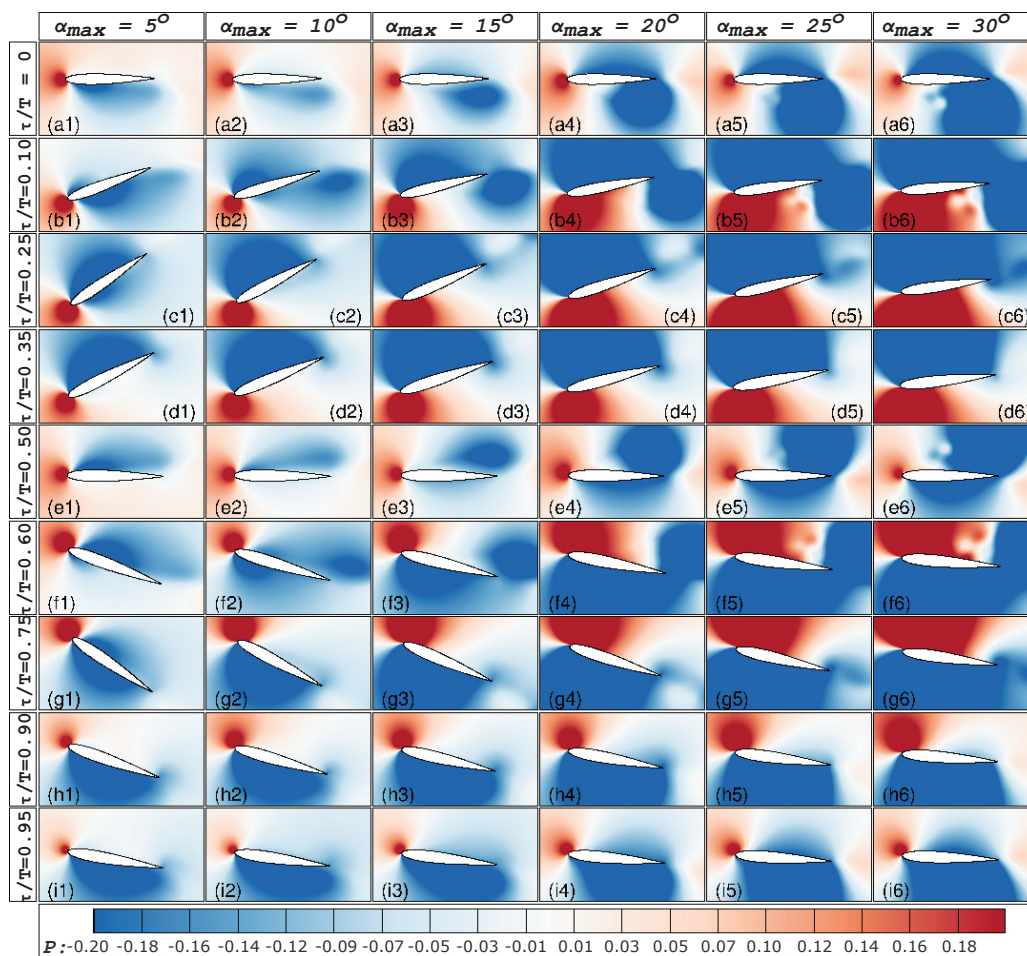 αmax = 5º αmax = 10º αmax = 15º αmax = 20º αmax = 25º αmax = 30º
τ/T = 0
(a1) (a2) (a3) (a4) (a5) (a6)
τ/T=0.10
(b1) (b2) (b3) (b4) (b5) (b6)
τ/T=0.25
(c1) (c2) (c3) (c4) (c5) (c6)
τ/T=0.35
(d1) (d2) (d3) (d4) (d5) (d6)
τ/T=0.50
(e1) (e2) (e3) (e4) (e5) (e6)
τ/T=0.60
(f1) (f2) (f3) (f4) (f5) (f6)
τ/T=0.75
(g1) (g2) (g3) (g4) (g5) (g6)
τ/T=0.90
(h1) (h2) (h3) (h4) (h5) (h6)
τ/T=0.95
(i1) (i2) (i3) (i4) (i5) (i6)
P: -0.20 -0.18 -0.16 -0.14 -0.12 -0.09 -0.07 -0.05 -0.03 -0.01 0.01 0.03 0.05 0.07 0.10 0.12 0.14 0.16 0.18